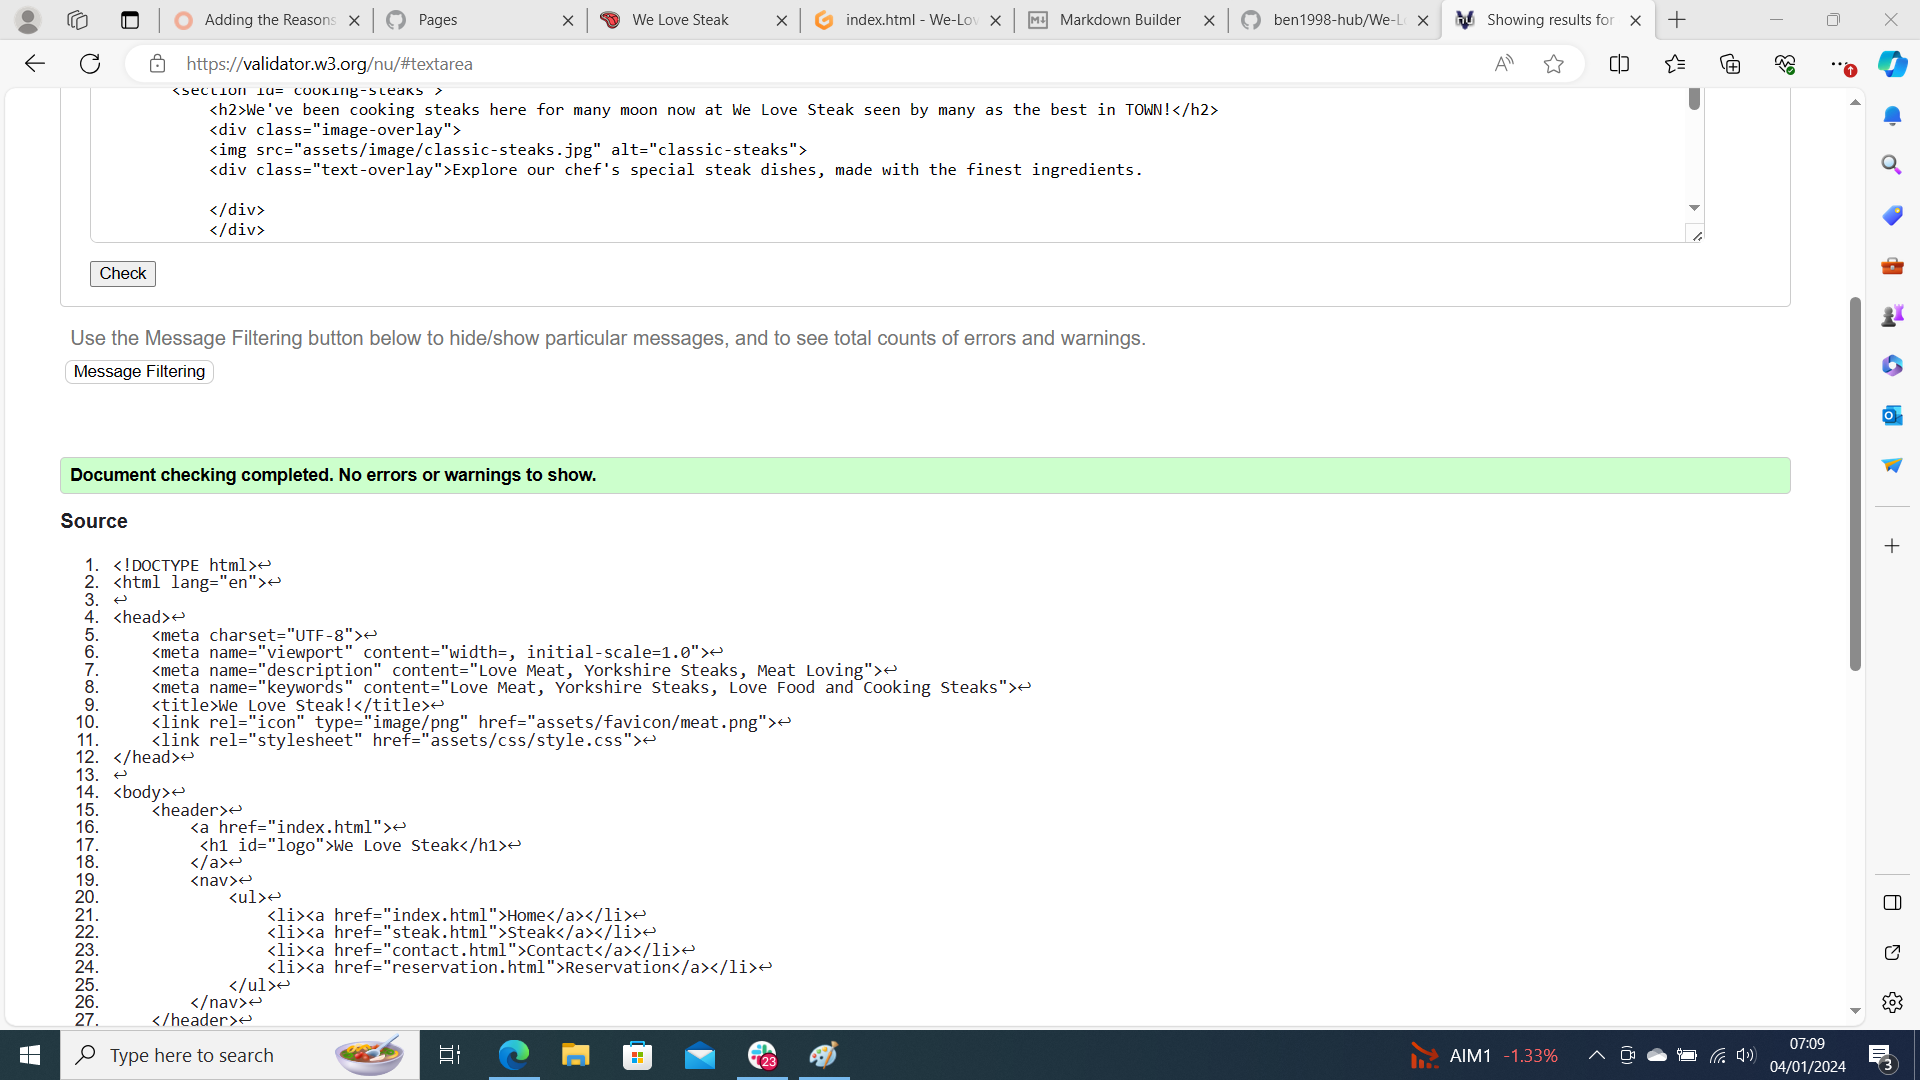 Adding the Reasons
Pages
We Love Steak
index.html - We-Lov
Markdown Builder
ben1998-hub/We-L
Showing results for
https://validator.w3.org/nu/#textarea
<section id="cooking-steaks">
<h2>We've been cooking steaks here for many moon now at We Love Steak seen by many as the best in TOWN!</h2>
<div class="image-overlay">
<img src="assets/image/classic-steaks.jpg" alt="classic-steaks">
<div class="text-overlay">Explore our chef's special steak dishes, made with the finest ingredients.
</div>
</div>
Check
Use the Message Filtering button below to hide/show particular messages, and to see total counts of errors and warnings.
Message Filtering
Document checking completed. No errors or warnings to show.
Source
1. <!DOCTYPE html>↩
2. <html lang="en">↩
3. ↩
4. <head>↩
5. <meta charset="UTF-8">↩
6. <meta name="viewport" content="width=, initial-scale=1.0">↩
7. <meta name="description" content="Love Meat, Yorkshire Steaks, Meat Loving">↩
8. <meta name="keywords" content="Love Meat, Yorkshire Steaks, Love Food and Cooking Steaks">↩
9. <title>We Love Steak!</title>↩
10. <link rel="icon" type="image/png" href="assets/favicon/meat.png">↩
11. <link rel="stylesheet" href="assets/css/style.css">↩
12. </head>↩
13. ↩
14. <body>↩
15. <header>↩
16. <a href="index.html">↩
17. <h1 id="logo">We Love Steak</h1>↩
18. </a>↩
19. <nav>↩
20. <ul>↩
21. <li><a href="index.html">Home</a></li>↩
22. <li><a href="steak.html">Steak</a></li>↩
23. <li><a href="contact.html">Contact</a></li>↩
24. <li><a href="reservation.html">Reservation</a></li>↩
25. </ul>↩
26. </nav>↩
27. </header>↩
Type here to search
23
AIM1 -1.33%
07:09
04/01/2024
3